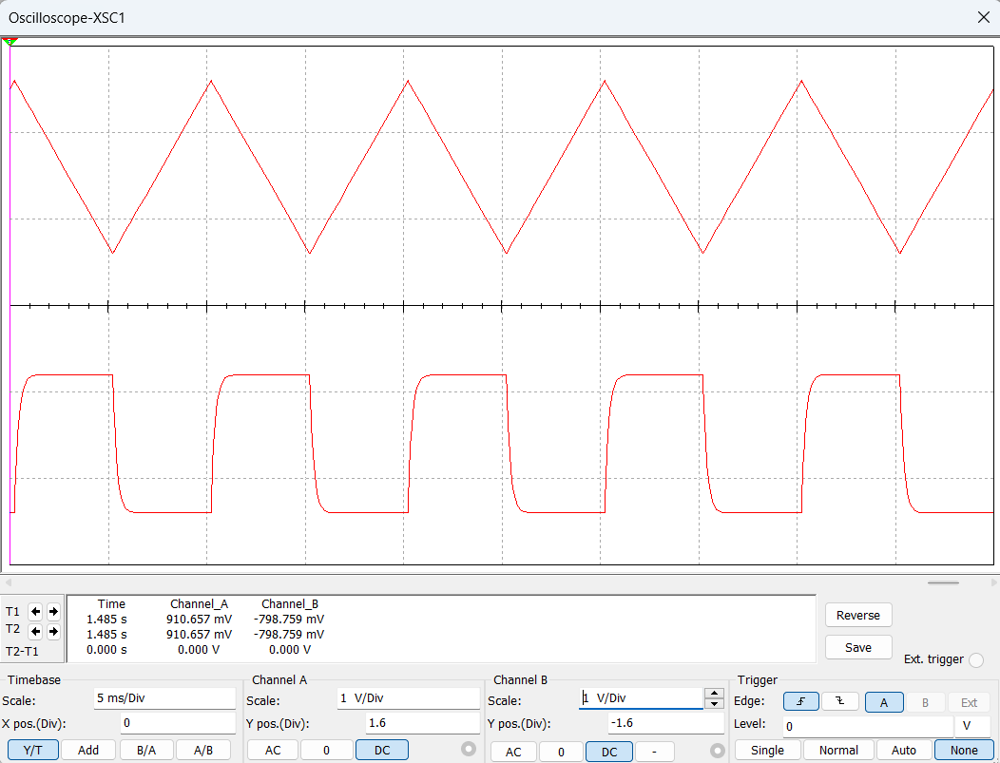 Oscilloscope-XSC1
Time Channel_A Channel_B
T1 1.485 s 910.657 mV -798.759 mV
T2 1.485 s 910.657 mV -798.759 mV
T2-T1 0.000 s 0.000 V 0.000 V
Reverse
Save
Ext. trigger
Timebase
Scale: 5 ms/Div
X pos.(Div): 0
Y/T Add B/A A/B
Channel A
Scale: 1 V/Div
Y pos.(Div): 1.6
AC 0 DC
Channel B
Scale: 1 V/Div
Y pos.(Div): -1.6
AC 0 DC -
Trigger
Edge: A B Ext
Level: 0 V
Single Normal Auto None